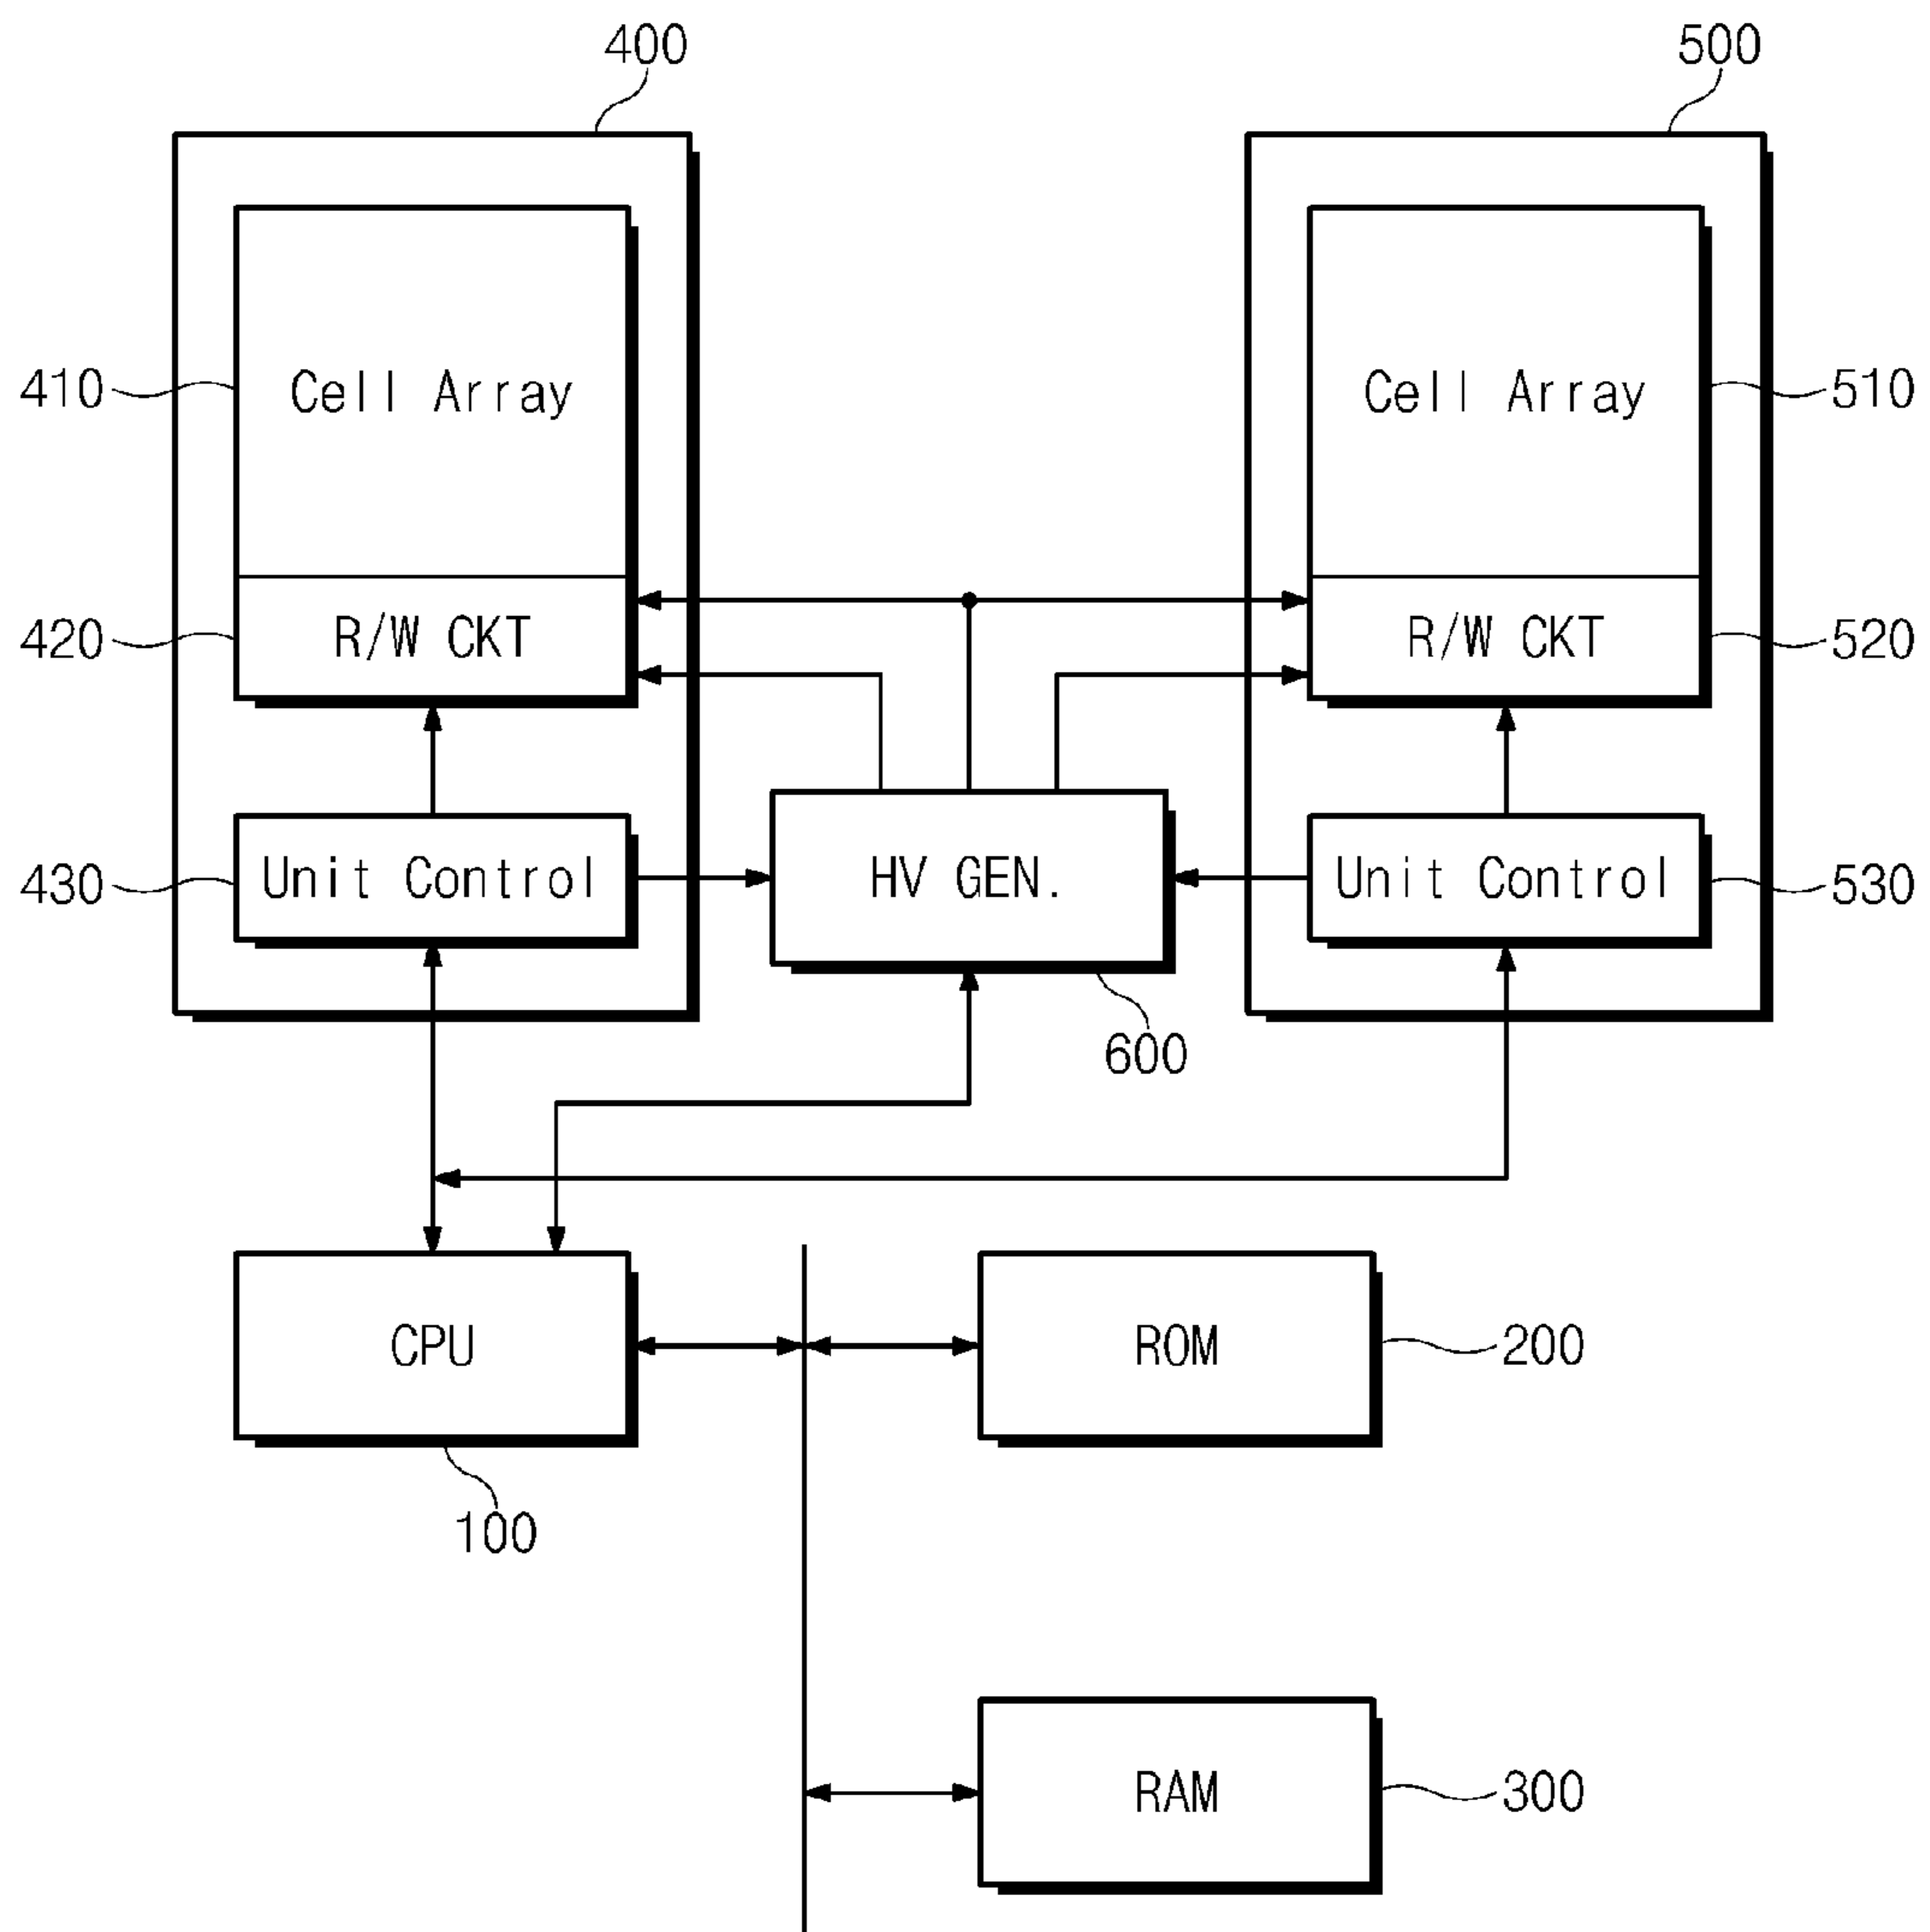 400
500
410
Cell Array
Cell Array
510
420
R/W CKT
R/W CKT
520
430
Unit Control
HV GEN.
Unit Control
530
600
CPU
ROM
200
100
RAM
300